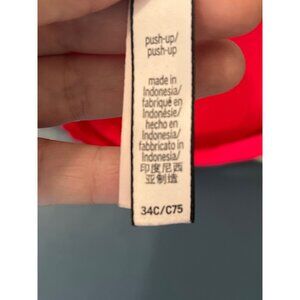 push-up/
push-up
made in
Indonesia/
fabriqué en
Indonésie/
hecho en
Indonesia/
fabbricato in
Indonesia/
印度尼西
亚制造
34C/C75